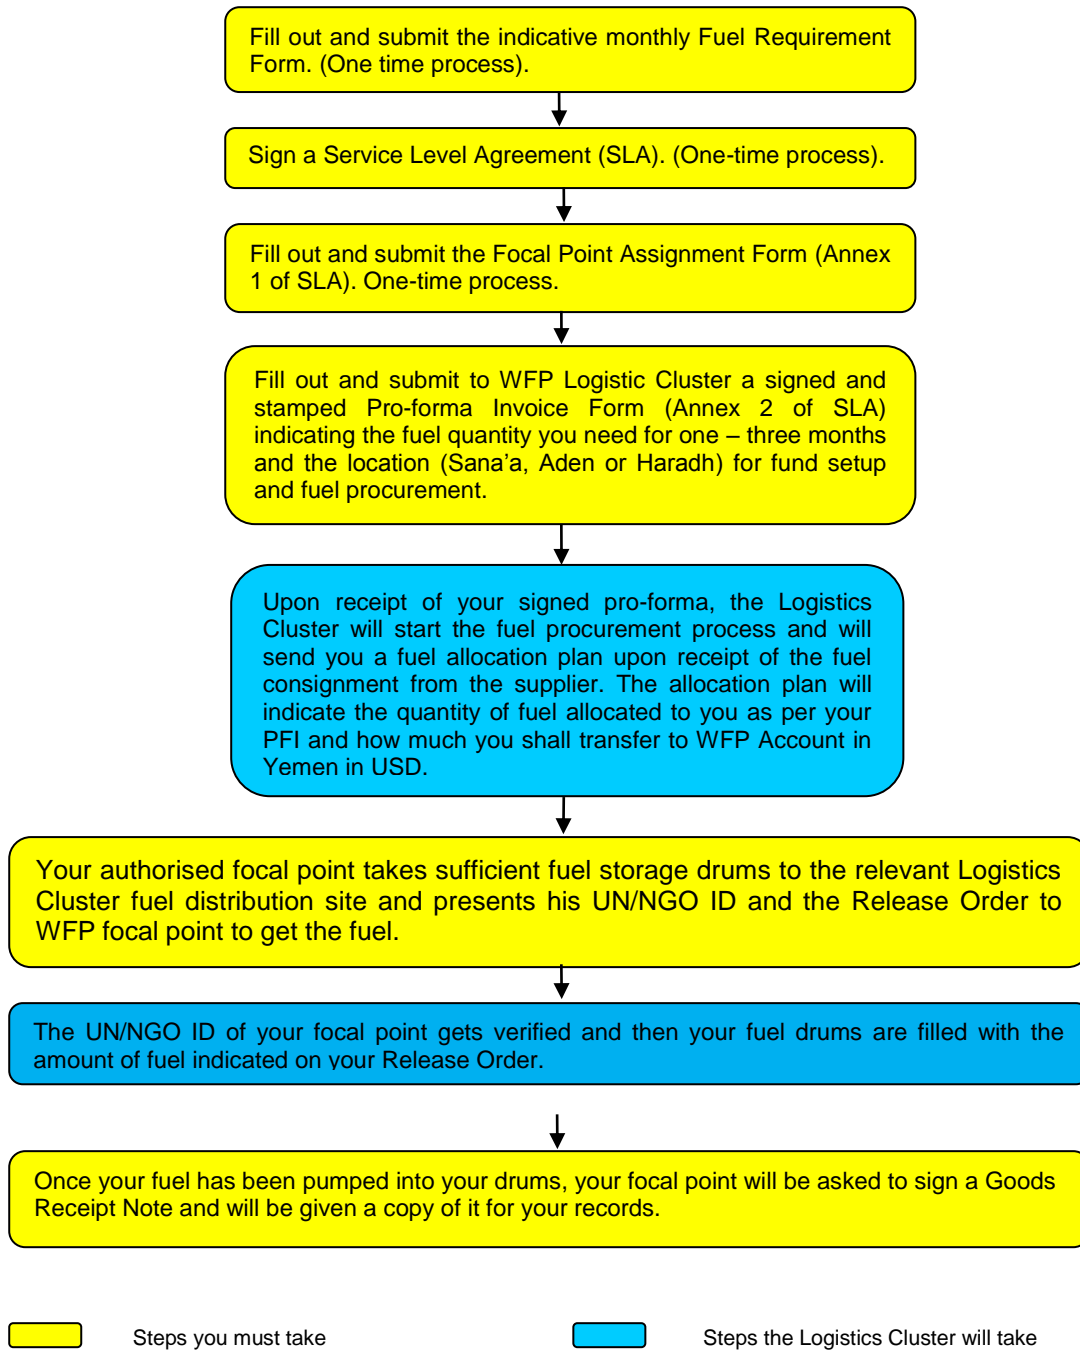 Fill out and submit the indicative monthly Fuel Requirement
Form. (One time process).
Sign a Service Level Agreement (SLA). (One-time process).
Fill out and submit the Focal Point Assignment Form (Annex
1 of SLA). One-time process.
Fill out and submit to WFP Logistic Cluster a signed and
stamped Pro-forma Invoice Form (Annex 2 of SLA)
indicating the fuel quantity you need for one – three months
and the location (Sana’a, Aden or Haradh) for fund setup
and fuel procurement.
Upon receipt of your signed pro-forma, the Logistics
Cluster will start the fuel procurement process and will
send you a fuel allocation plan upon receipt of the fuel
consignment from the supplier. The allocation plan will
indicate the quantity of fuel allocated to you as per your
PFI and how much you shall transfer to WFP Account in
Yemen in USD.
Your authorised focal point takes sufficient fuel storage drums to the relevant Logistics
Cluster fuel distribution site and presents his UN/NGO ID and the Release Order to
WFP focal point to get the fuel.
The UN/NGO ID of your focal point gets verified and then your fuel drums are filled with the
amount of fuel indicated on your Release Order.
Once your fuel has been pumped into your drums, your focal point will be asked to sign a Goods
Receipt Note and will be given a copy of it for your records.
Steps you must take
Steps the Logistics Cluster will take